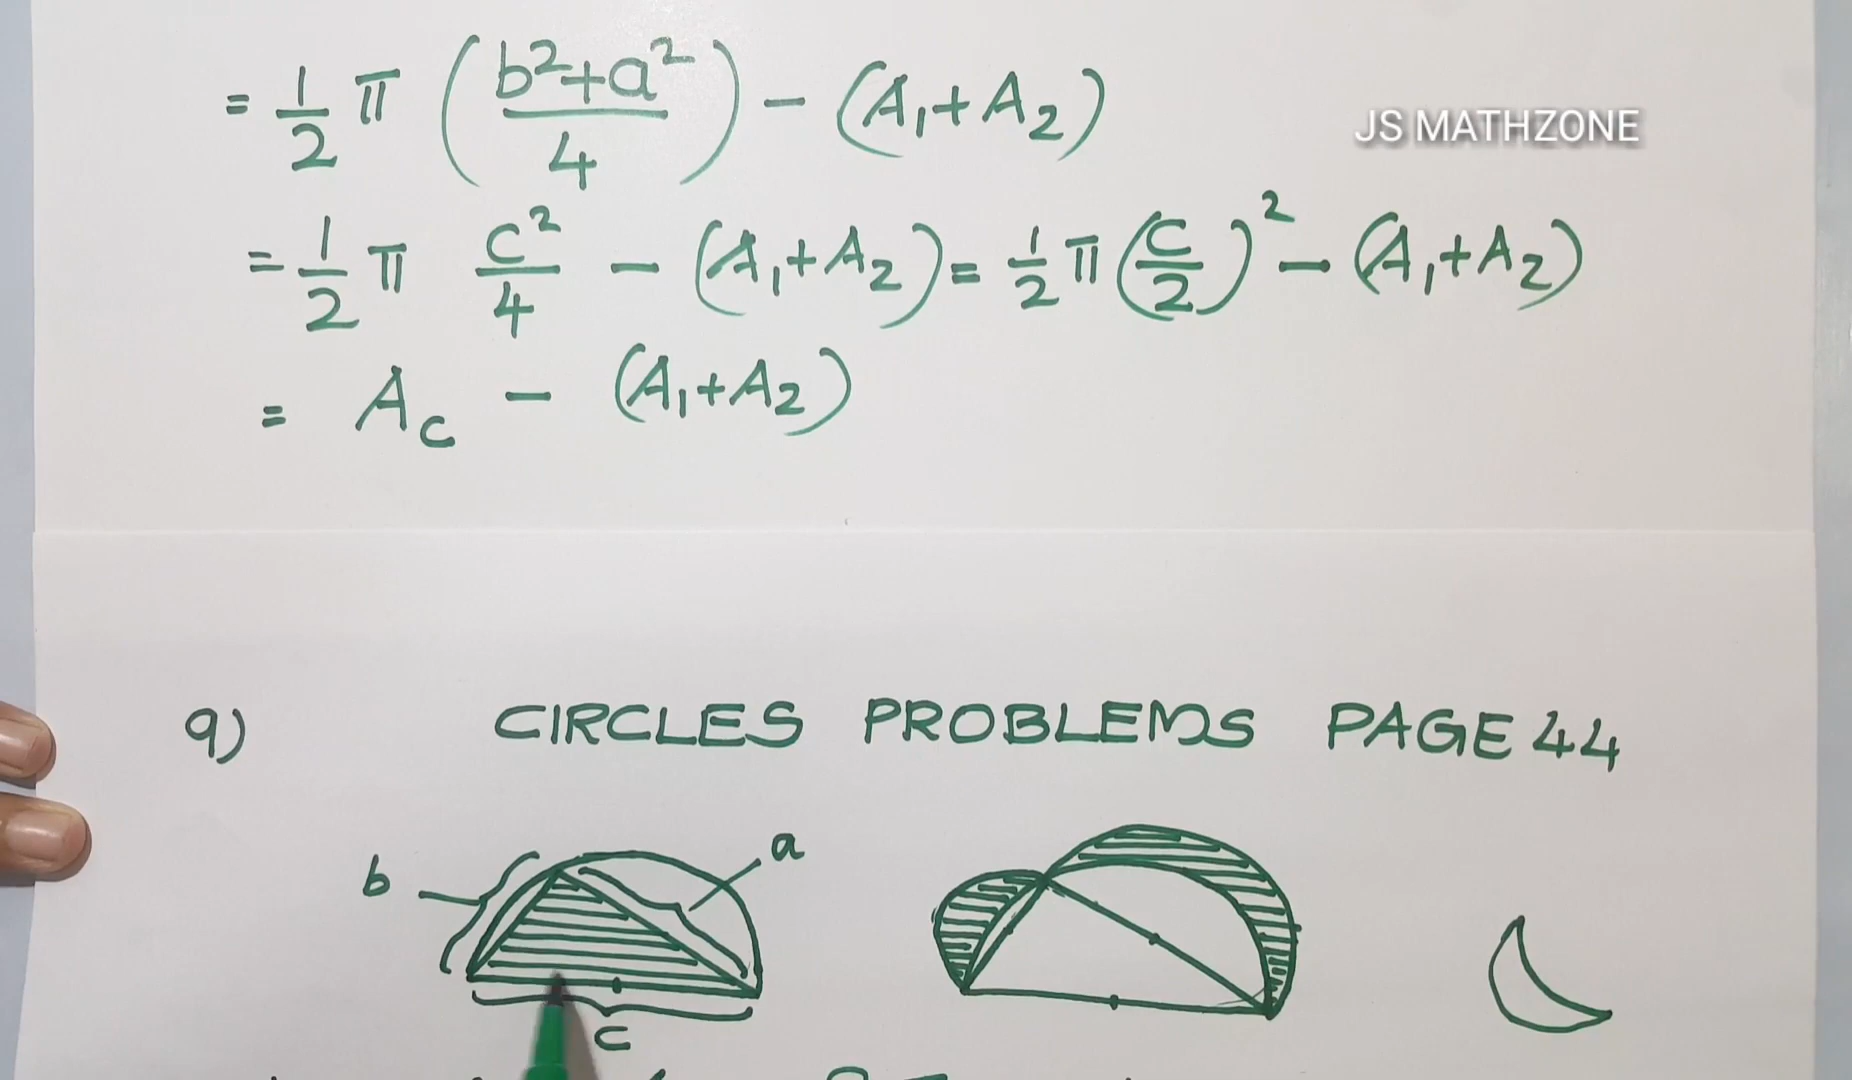 = 1/2 π ((b²+a²)/4) - (A₁+A₂)
JS MATHZONE
= 1/2 π c²/4 - (A₁+A₂) = 1/2 π (c/2)² - (A₁+A₂)
= A_c - (A₁+A₂)
9) CIRCLES PROBLEMS PAGE 44
b a
c